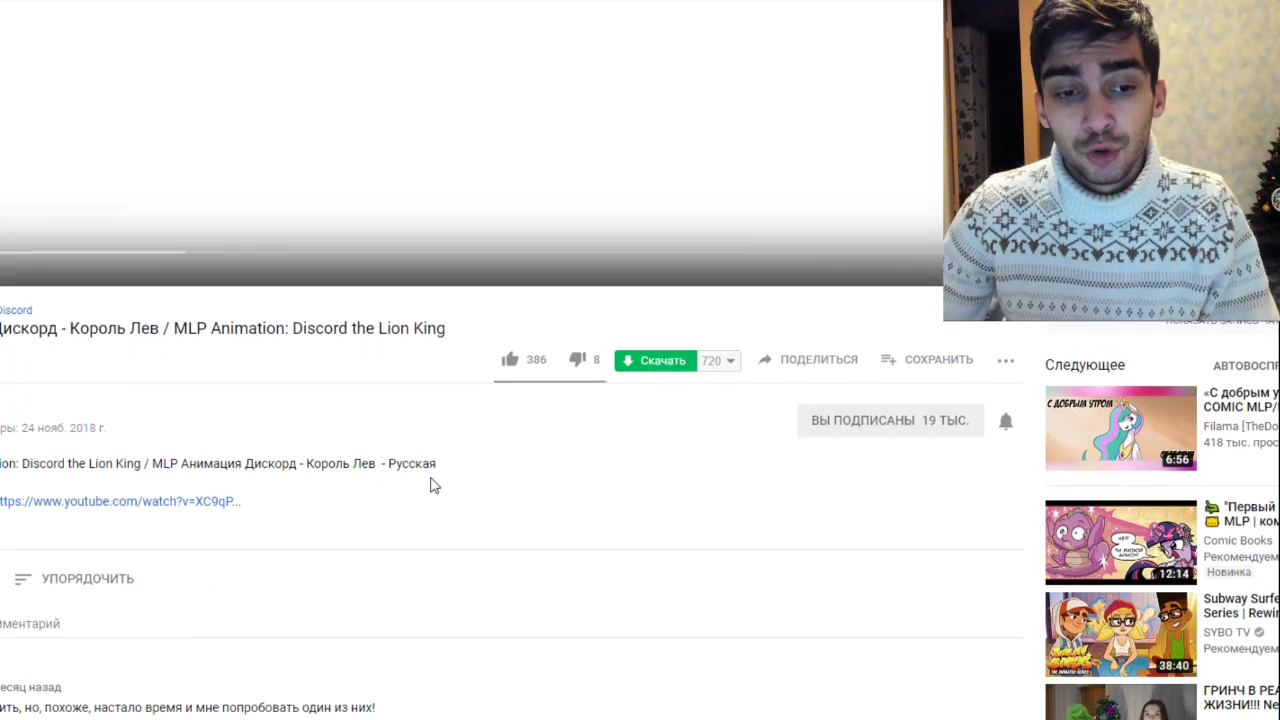 Discord
Дискорд - Король Лев / MLP Animation: Discord the Lion King
386
8
Скачать
720
ПОДЕЛИТЬСЯ
СОХРАНИТЬ
Следующее
АВТОВОСП
ры: 24 нояб. 2018 г.
ВЫ ПОДПИСАНЫ 19 ТЫС.
ion: Discord the Lion King / MLP Анимация Дискорд - Король Лев - Русская
ttps://www.youtube.com/watch?v=XC9qP...
УПОРЯДОЧИТЬ
мментарий
есяц назад
ить, но, похоже, настало время и мне попробовать один из них!
С ДОБРЫМ УТРОМ
6:56
«С добрым у
COMIC MLP/
Filama [TheDo
418 тыс. прос
12:14
"Первый
MLP | ком
Comic Books
Рекомендуем
Новинка
38:40
Subway Surfe
Series | Rewin
SYBO TV
Рекомендуем
ГРИНЧ В РЕА
ЖИЗНИ!!! Ne